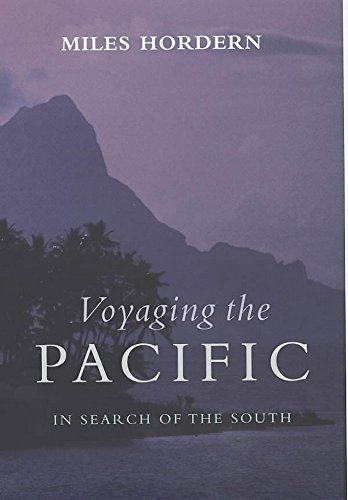 MILES HORDERN
Voyaging the
PACIFIC
IN SEARCH OF THE SOUTH